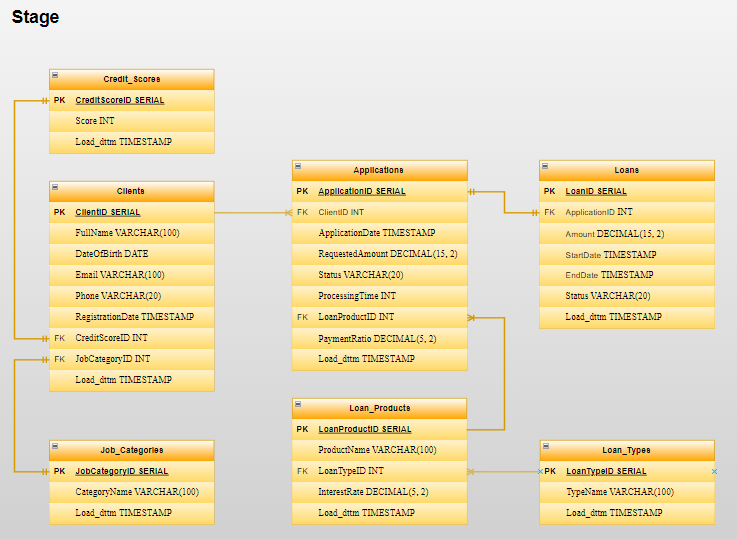 Stage
Credit_Scores
PK CreditScoreID SERIAL
Score INT
Load_dttm TIMESTAMP
Clients
PK ClientID SERIAL
FullName VARCHAR(100)
DateOfBirth DATE
Email VARCHAR(100)
Phone VARCHAR(20)
RegistrationDate TIMESTAMP
FK CreditScoreID INT
FK JobCategoryID INT
Load_dttm TIMESTAMP
Job_Categories
PK JobCategoryID SERIAL
CategoryName VARCHAR(100)
Load_dttm TIMESTAMP
Applications
PK ApplicationID SERIAL
FK ClientID INT
ApplicationDate TIMESTAMP
RequestedAmount DECIMAL(15, 2)
Status VARCHAR(20)
ProcessingTime INT
FK LoanProductID INT
PaymentRatio DECIMAL(5, 2)
Load_dttm TIMESTAMP
Loan_Products
PK LoanProductID SERIAL
ProductName VARCHAR(100)
FK LoanTypeID INT
InterestRate DECIMAL(5, 2)
Load_dttm TIMESTAMP
Loans
PK LoanID SERIAL
FK ApplicationID INT
Amount DECIMAL(15, 2)
StartDate TIMESTAMP
EndDate TIMESTAMP
Status VARCHAR(20)
Load_dttm TIMESTAMP
Loan_Types
PK LoanTypeID SERIAL
TypeName VARCHAR(100)
Load_dttm TIMESTAMP